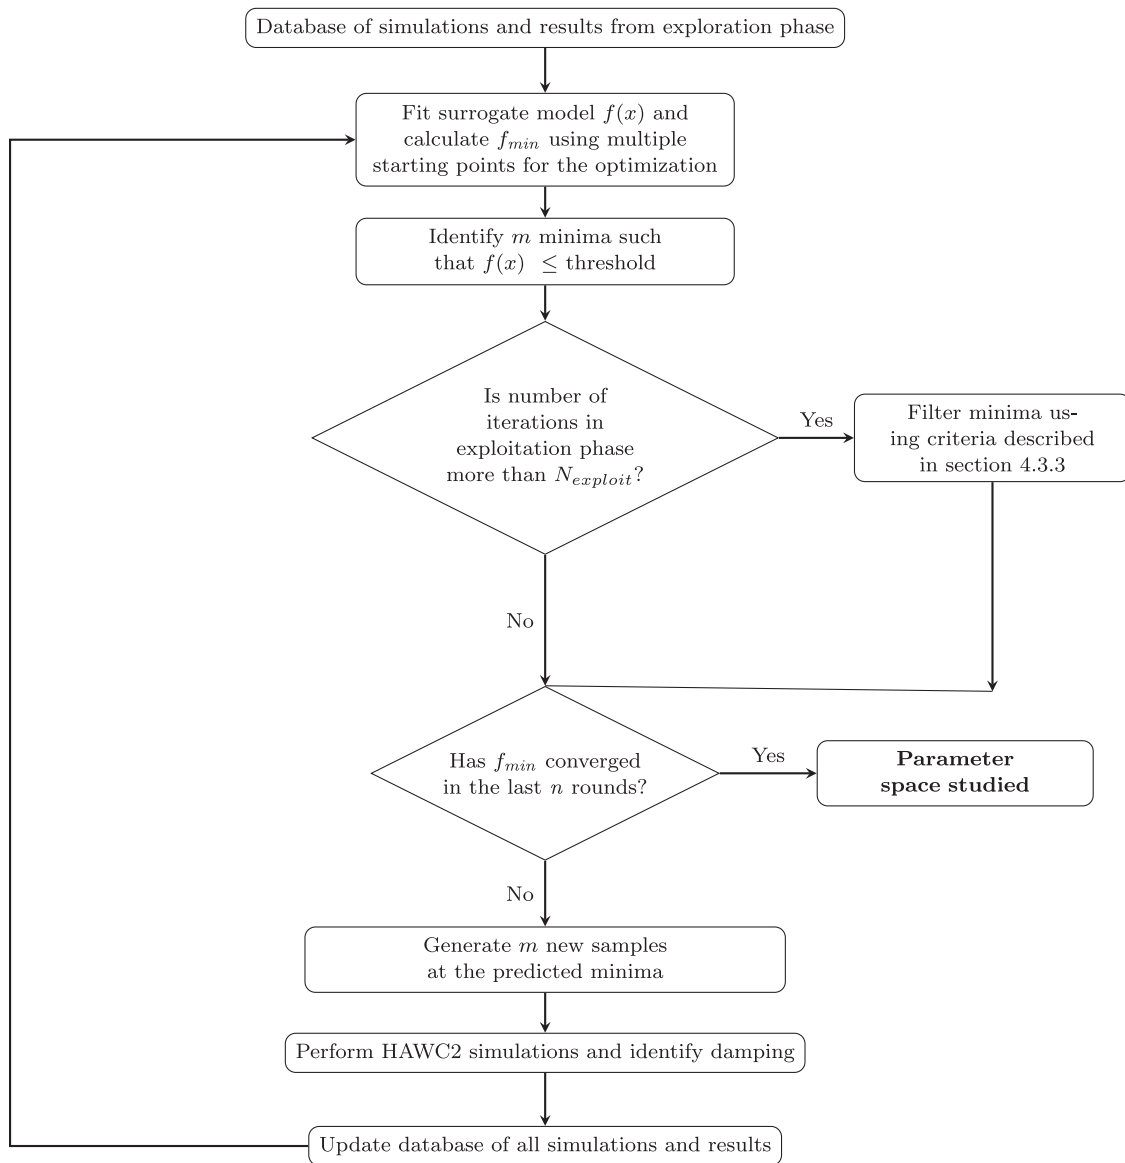 Database of simulations and results from exploration phase
Fit surrogate model f(x) and
calculate f_min using multiple
starting points for the optimization
Identify m minima such
that f(x) ≤ threshold
Is number of
iterations in
exploitation phase
more than N_exploit?
Yes
Filter minima us-
ing criteria described
in section 4.3.3
No
Has f_min converged
in the last n rounds?
Yes
Parameter
space studied
No
Generate m new samples
at the predicted minima
Perform HAWC2 simulations and identify damping
Update database of all simulations and results